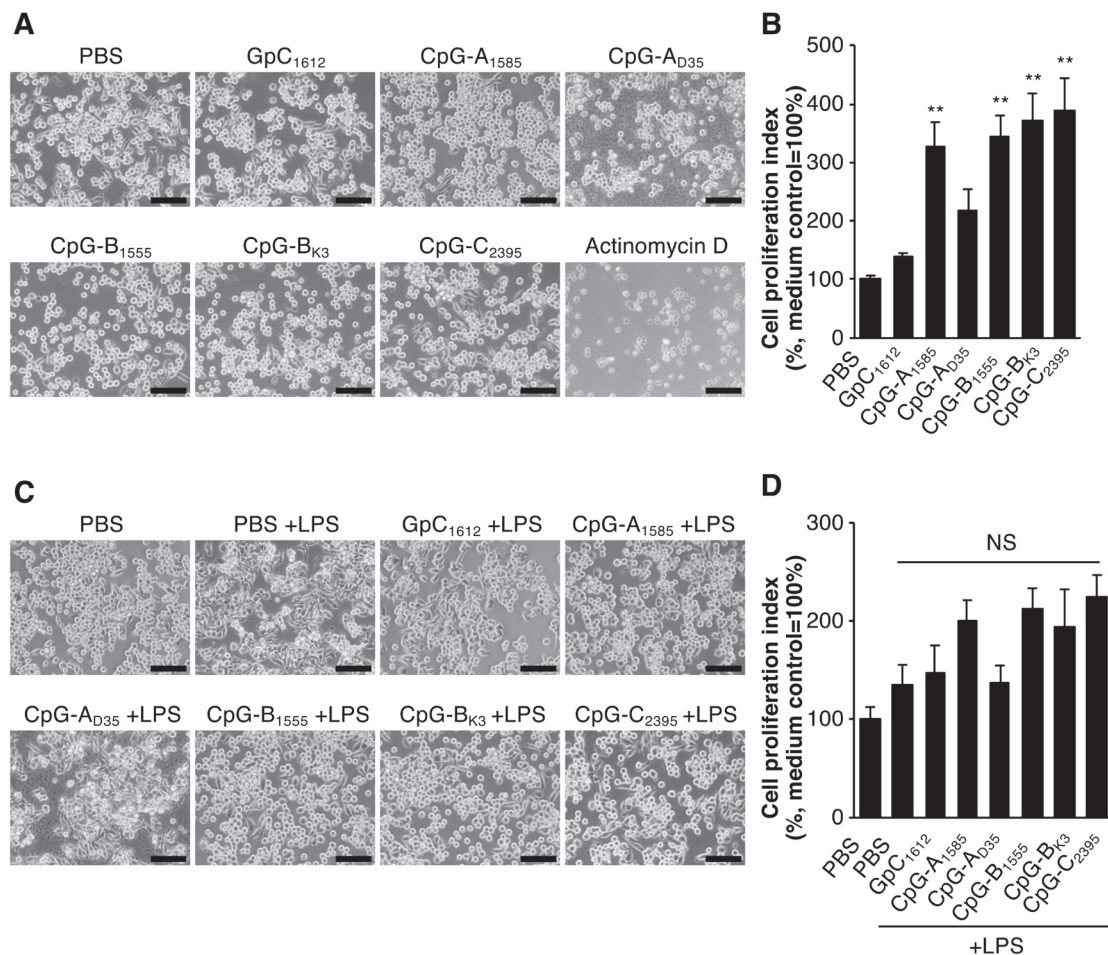 A
PBS
GpC1612
CpG-A1585
CpG-AD35
CpG-B1555
CpG-BK3
CpG-C2395
Actinomycin D
B
Cell proliferation index
(%, medium control=100%)
500
400
300
200
100
0
**
**
**
**
PBS
GpC1612
CpG-A1585
CpG-AD35
CpG-B1555
CpG-BK3
CpG-C2395
C
PBS
PBS +LPS
GpC1612 +LPS
CpG-A1585 +LPS
CpG-AD35 +LPS
CpG-B1555 +LPS
CpG-BK3 +LPS
CpG-C2395 +LPS
D
Cell proliferation index
(%, medium control=100%)
300
200
100
0
NS
PBS
PBS
GpC1612
CpG-A1585
CpG-AD35
CpG-B1555
CpG-BK3
CpG-C2395
+LPS